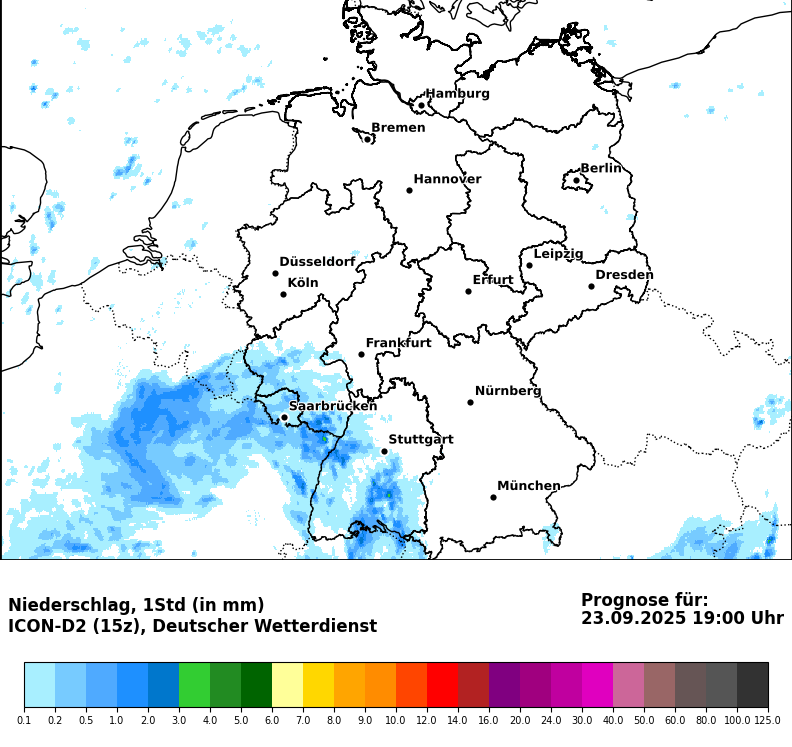 Hamburg
Bremen
Berlin
Hannover
Leipzig
Düsseldorf
Dresden
Köln
Erfurt
Frankfurt
Nürnberg
Saarbrücken
Stuttgart
München
Niederschlag, 1Std (in mm)
ICON-D2 (15z), Deutscher Wetterdienst
Prognose für:
23.09.2025 19:00 Uhr
0.1 0.2 0.5 1.0 2.0 3.0 4.0 5.0 6.0 7.0 8.0 9.0 10.0 12.0 14.0 16.0 20.0 24.0 30.0 40.0 50.0 60.0 80.0 100.0 125.0